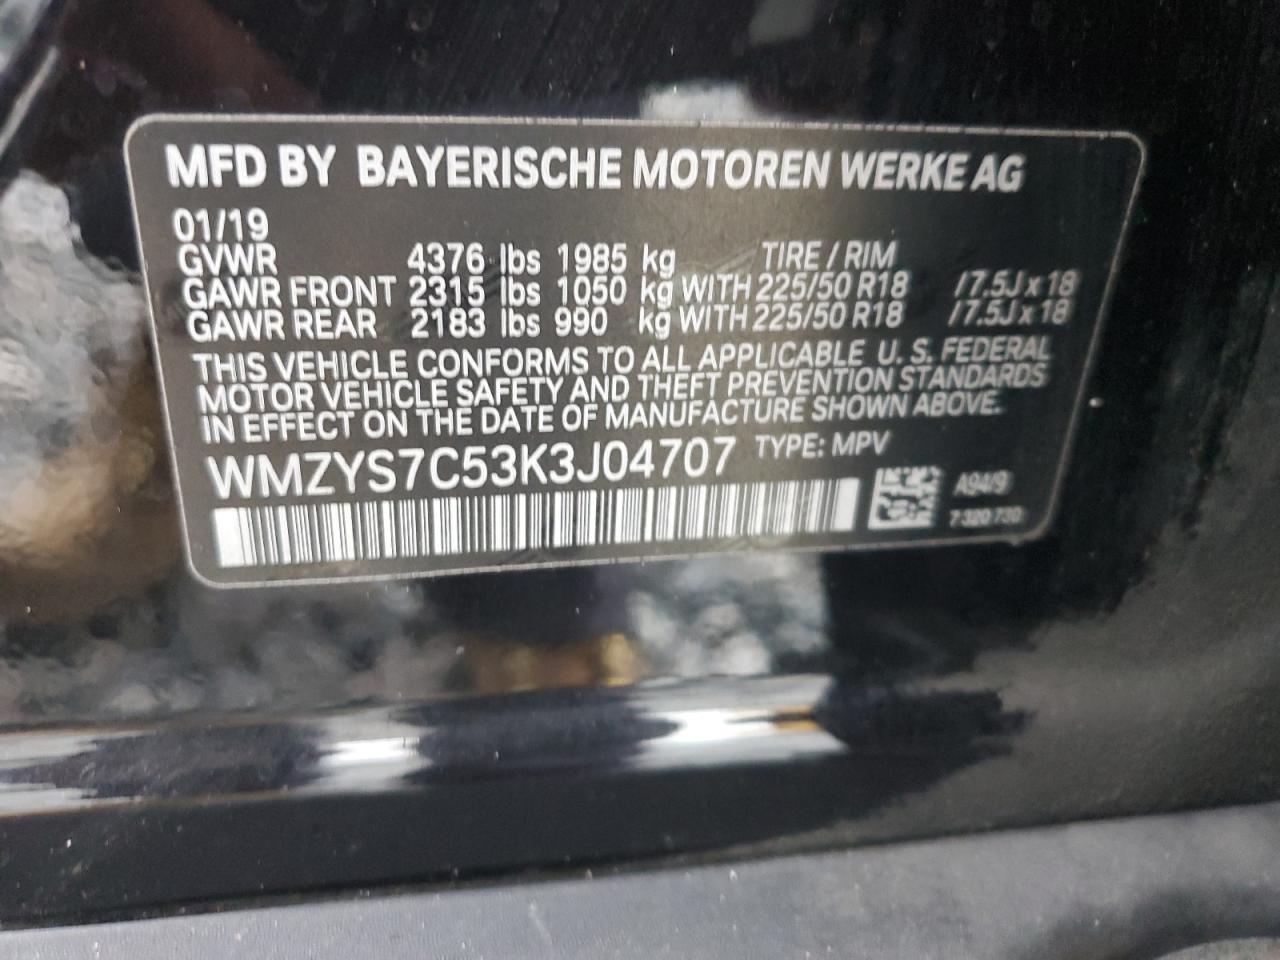 MFD BY BAYERISCHE MOTOREN WERKE AG
01/19
GVWR 4376 lbs 1985 kg TIRE / RIM
GAWR FRONT 2315 lbs 1050 kg WITH 225/50 R18 /7.5J x 18
GAWR REAR 2183 lbs 990 kg WITH 225/50 R18 /7.5J x 18
THIS VEHICLE CONFORMS TO ALL APPLICABLE U. S. FEDERAL
MOTOR VEHICLE SAFETY AND THEFT PREVENTION STANDARDS
IN EFFECT ON THE DATE OF MANUFACTURE SHOWN ABOVE.
WMZYS7C53K3J04707 TYPE: MPV
A94/9
7 320 730